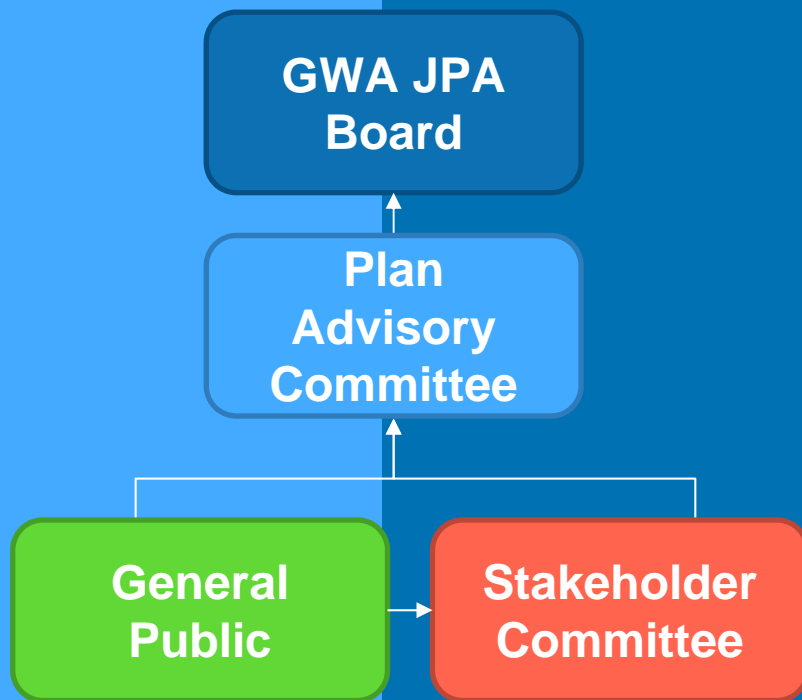 GWA JPA
Board
Plan
Advisory
Committee
General
Public
Stakeholder
Committee